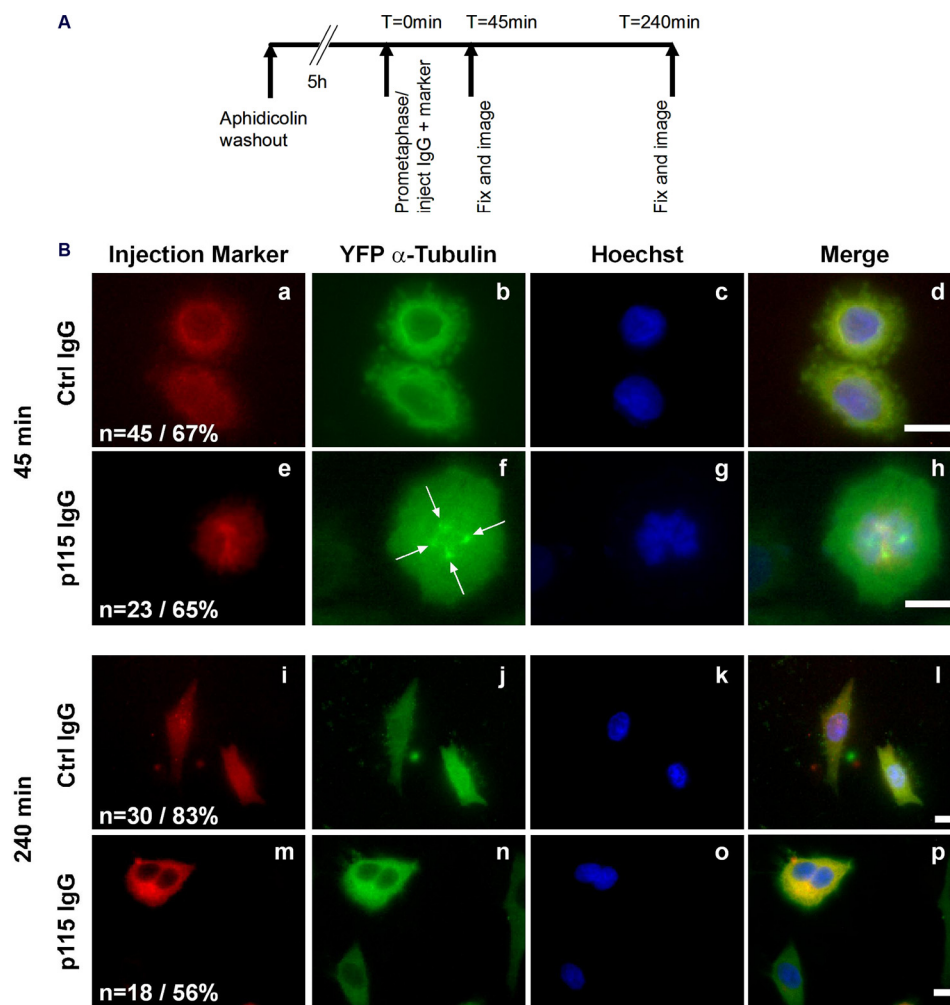 A
T=0min
T=45min
T=240min
5h
Aphidicolin
washout
Prometaphase/
inject IgG + marker
Fix and image
Fix and image
B
Injection Marker
YFP α-Tubulin
Hoechst
Merge
45 min
Ctrl IgG
a
b
c
d
n=45 / 67%
p115 IgG
e
f
g
h
n=23 / 65%
240 min
Ctrl IgG
i
j
k
l
n=30 / 83%
p115 IgG
m
n
o
p
n=18 / 56%